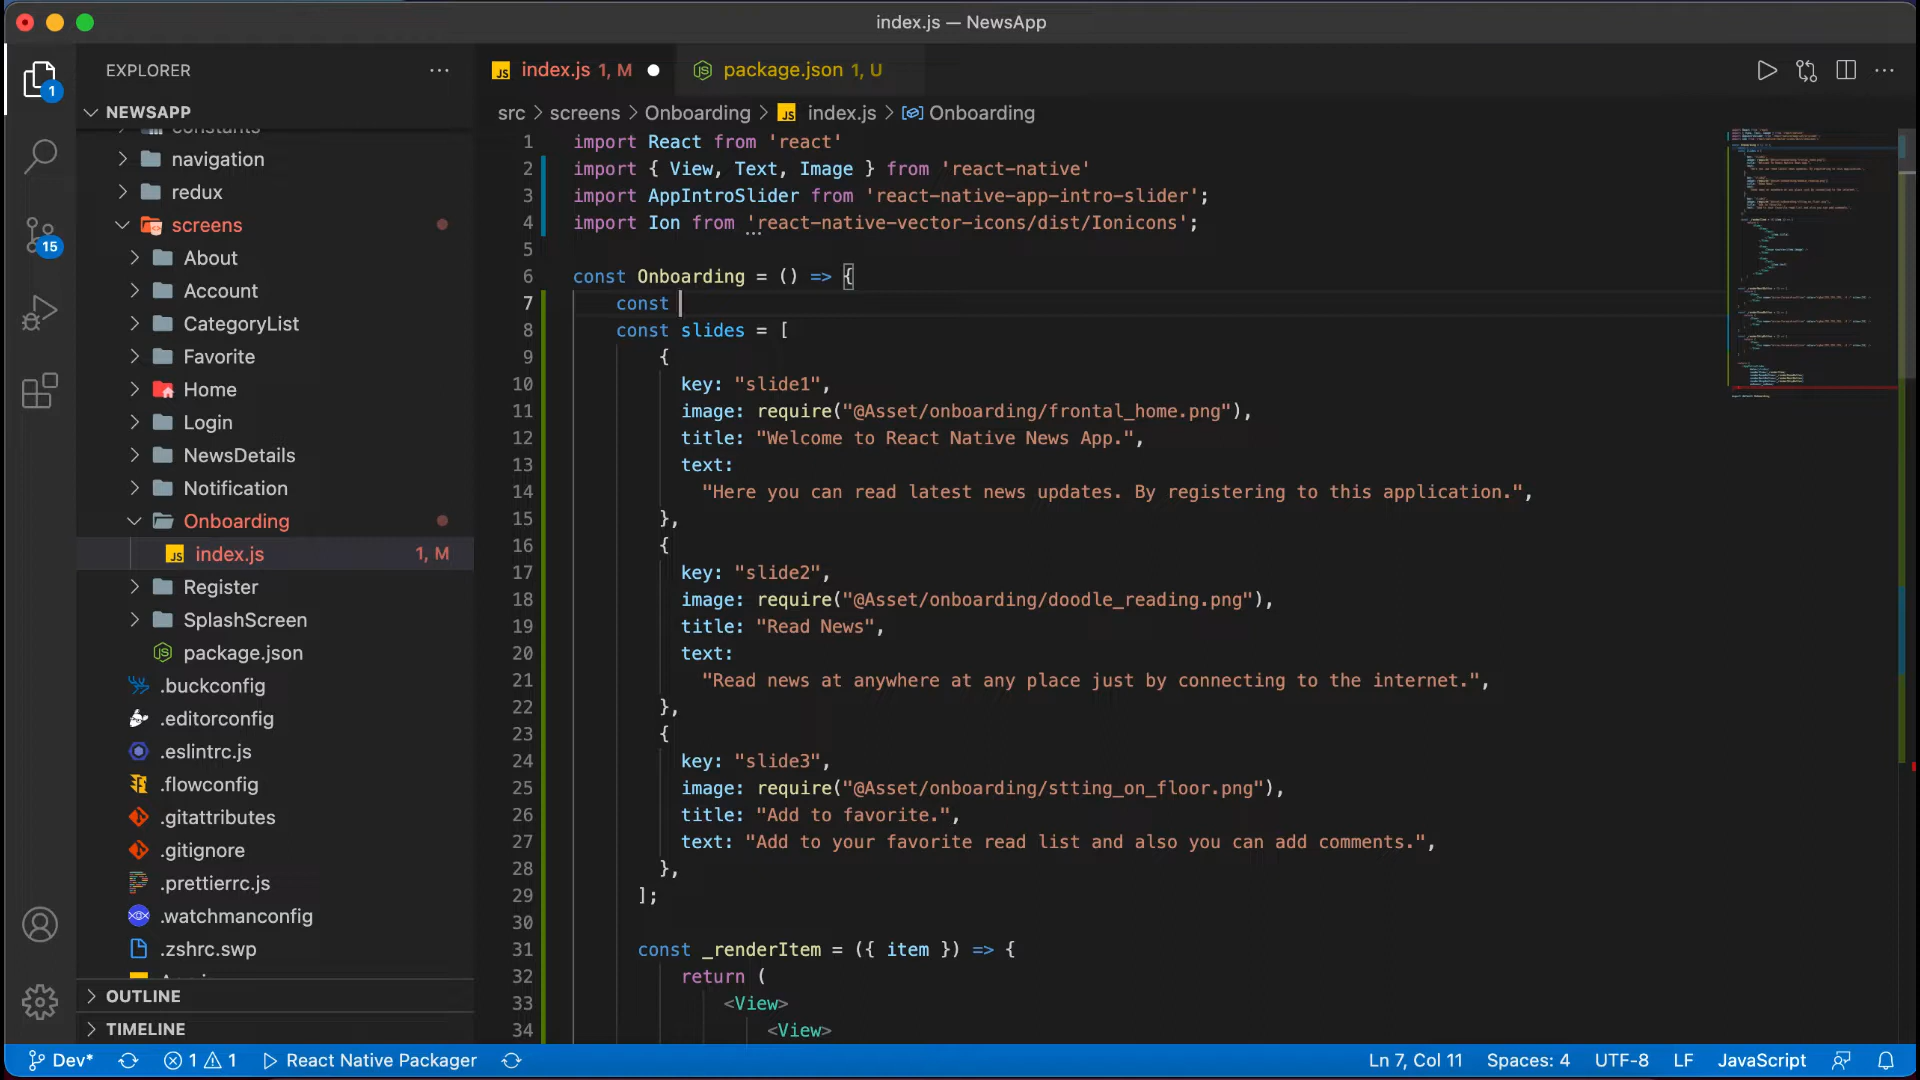 index.js — NewsApp
EXPLORER
index.js 1, M
package.json 1, U
1
NEWSAPP
src > screens > Onboarding > JS index.js > Onboarding
constants
navigation
redux
screens
About
Account
CategoryList
Favorite
Home
Login
NewsDetails
Notification
Onboarding
JS index.js 1, M
Register
SplashScreen
package.json
.buckconfig
.editorconfig
.eslintrc.js
.flowconfig
.gitattributes
.gitignore
.prettierrc.js
.watchmanconfig
.zshrc.swp
OUTLINE
TIMELINE
15
1 import React from 'react'
2 import { View, Text, Image } from 'react-native'
3 import AppIntroSlider from 'react-native-app-intro-slider';
4 import Ion from 'react-native-vector-icons/dist/Ionicons';
5
6 const Onboarding = () => {
7 const
8 const slides = [
9 {
10 key: "slide1",
11 image: require("@Asset/onboarding/frontal_home.png"),
12 title: "Welcome to React Native News App.",
13 text:
14 "Here you can read latest news updates. By registering to this application.",
15 },
16 {
17 key: "slide2",
18 image: require("@Asset/onboarding/doodle_reading.png"),
19 title: "Read News",
20 text:
21 "Read news at anywhere at any place just by connecting to the internet.",
22 },
23 {
24 key: "slide3",
25 image: require("@Asset/onboarding/stting_on_floor.png"),
26 title: "Add to favorite.",
27 text: "Add to your favorite read list and also you can add comments.",
28 },
29 ];
30
31 const _renderItem = ({ item }) => {
32 return (
33 <View>
34 <View>
Dev* 1 1 React Native Packager Ln 7, Col 11 Spaces: 4 UTF-8 LF JavaScript